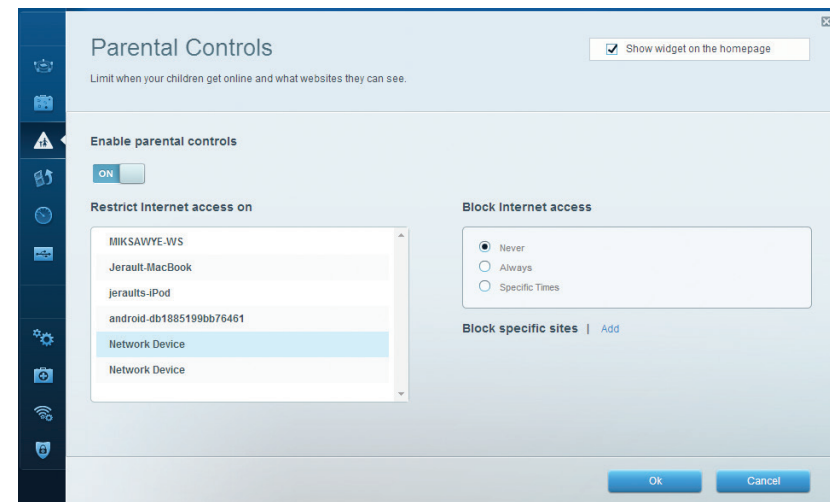 Parental Controls
Show widget on the homepage
Limit when your children get online and what websites they can see.
Enable parental controls
ON
Restrict Internet access on
MIKSAWYE-WS
Jerault-MacBook
jeraults-iPod
android-db1885199bb76461
Network Device
Network Device
Block Internet access
Never
Always
Specific Times
Block specific sites | Add
Ok
Cancel